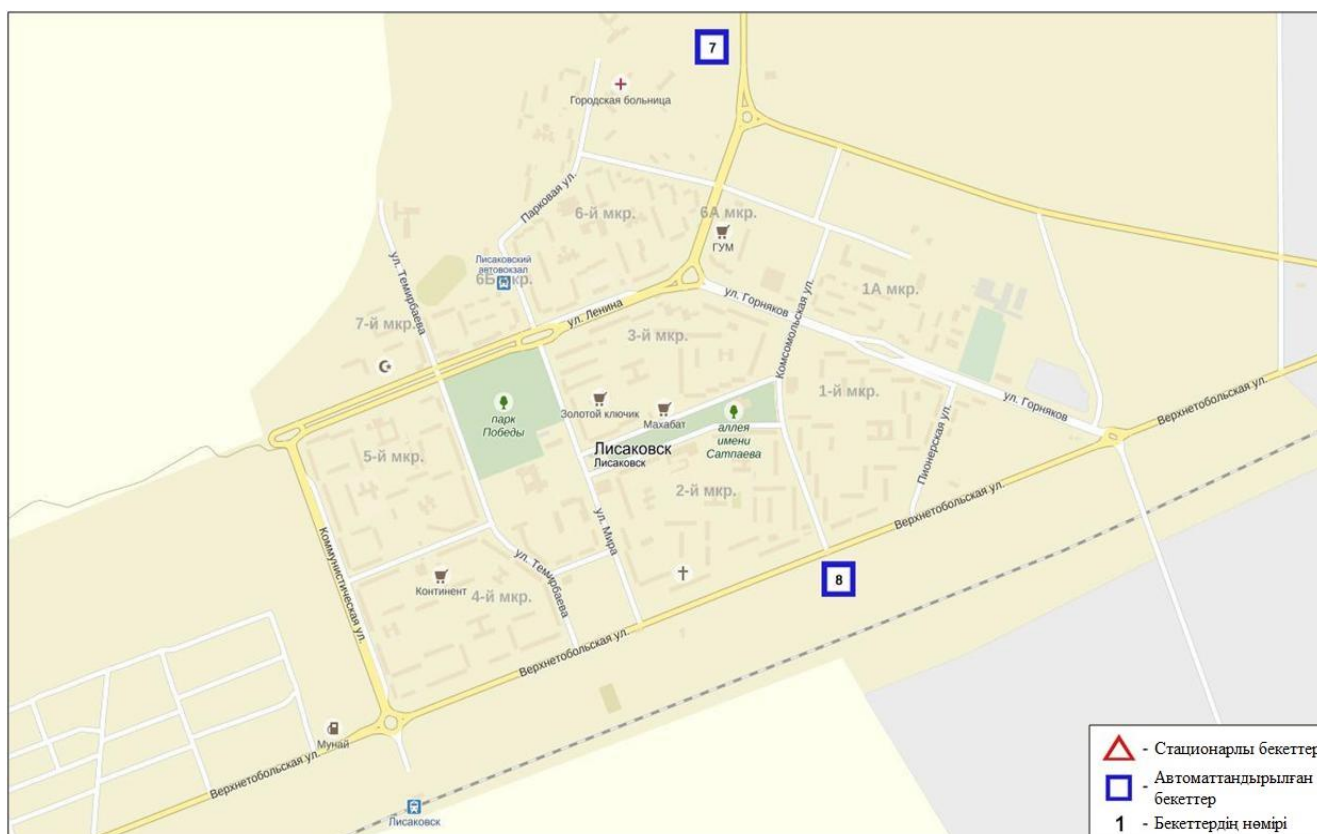 7
Городская больница
Парковая ул.
6-й мкр.
6А мкр.
ГУМ
Лисаковский
автовокзал
6Б мкр.
ул. Темирбаева
7-й мкр.
ул. Ленина
ул. Горняков
Комсомольская ул.
1А мкр.
3-й мкр.
1-й мкр.
парк
Победы
Золотой ключик
Махабат
аллея
имени
Сатпаева
ул. Горняков
Верхнетобольская ул.
Пионерская ул.
Лисаковск
Лисаковск
5-й мкр.
2-й мкр.
ул. Мира
Верхнетобольская ул.
Коммунистическая ул.
ул. Темирбаева
Континент
4-й мкр.
8
Верхнетобольская ул.
Мунай
Верхнетобольская ул.
Лисаковск
- Стационарлы бекеттер
- Автоматтандырылған
бекеттер
1 - Бекеттердің нөмірі